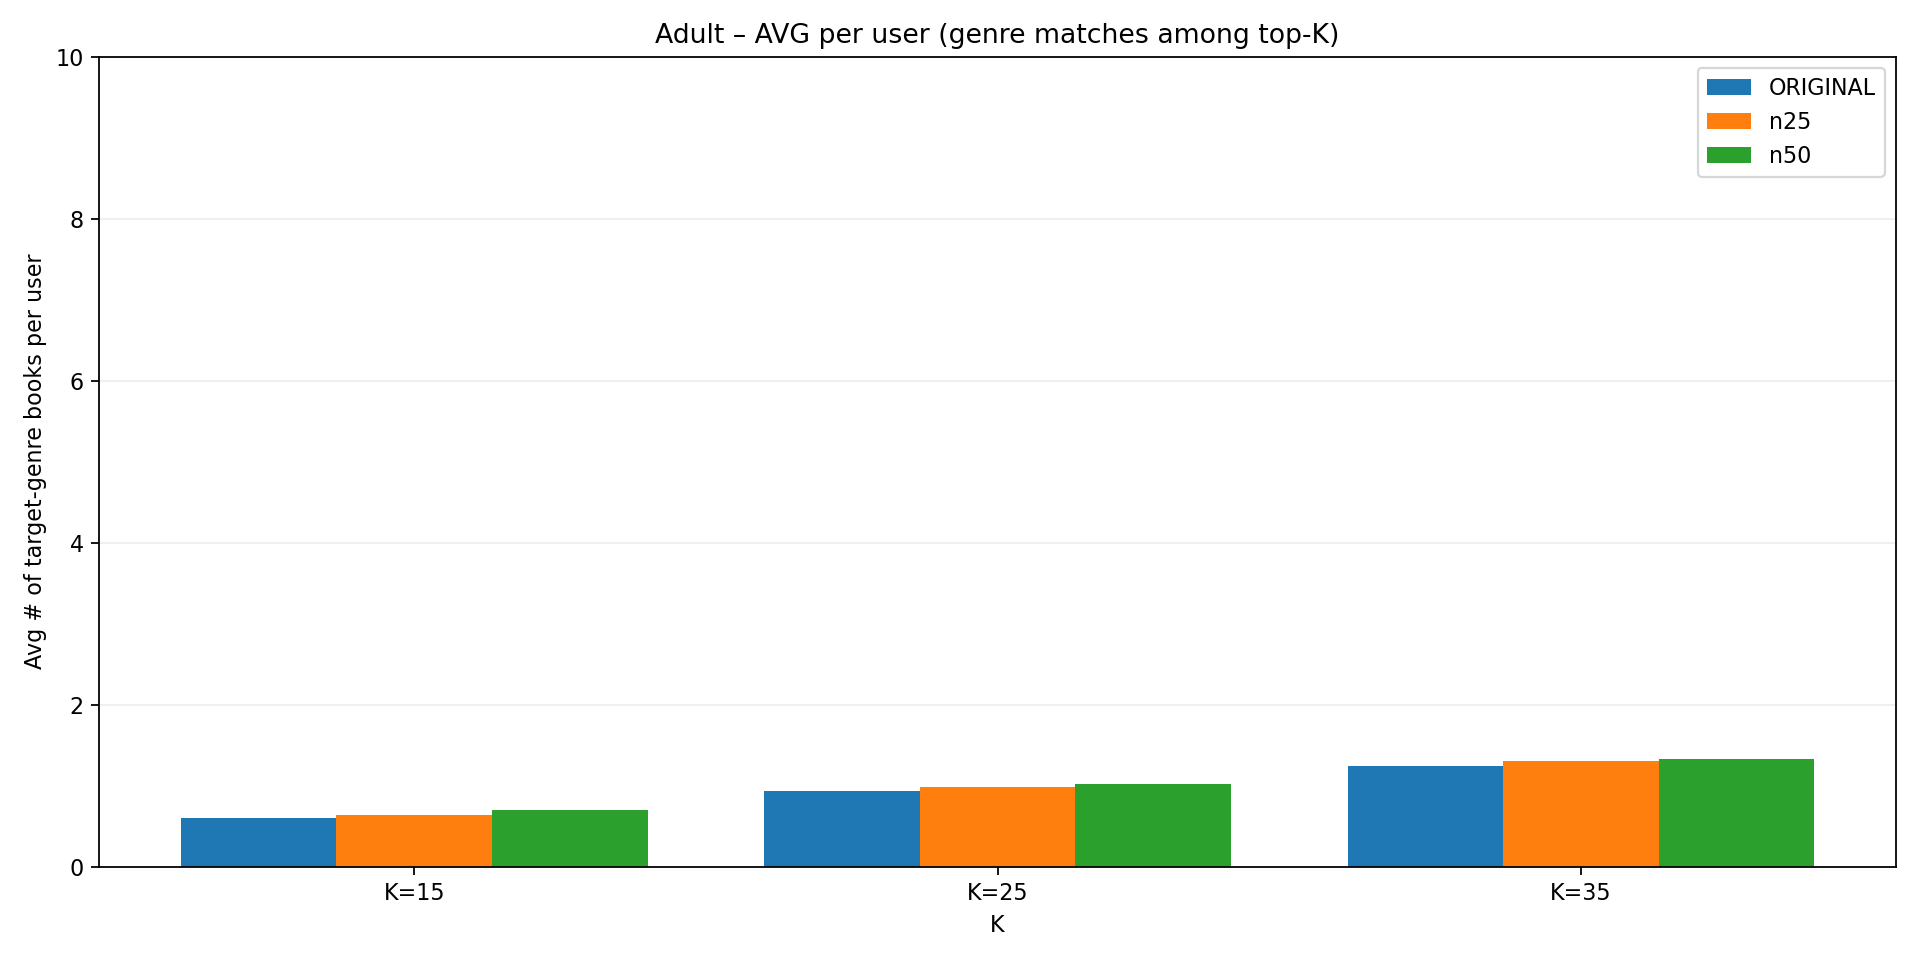 Adult – AVG per user (genre matches among top-K)
10
8
6
4
2
0
Avg # of target-genre books per user
ORIGINAL
n25
n50
K=15
K=25
K=35
K